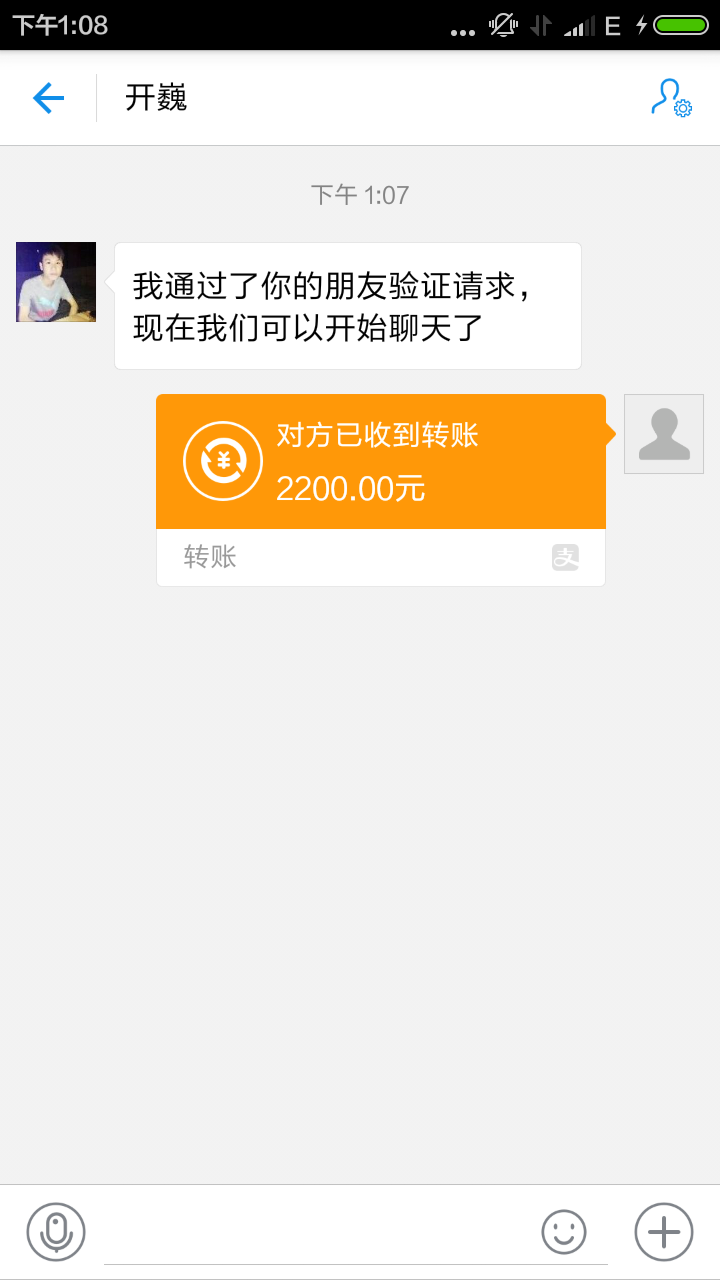 下午1:08
E
开巍
下午 1:07
我通过了你的朋友验证请求，
现在我们可以开始聊天了
对方已收到转账
2200.00元
转账
支